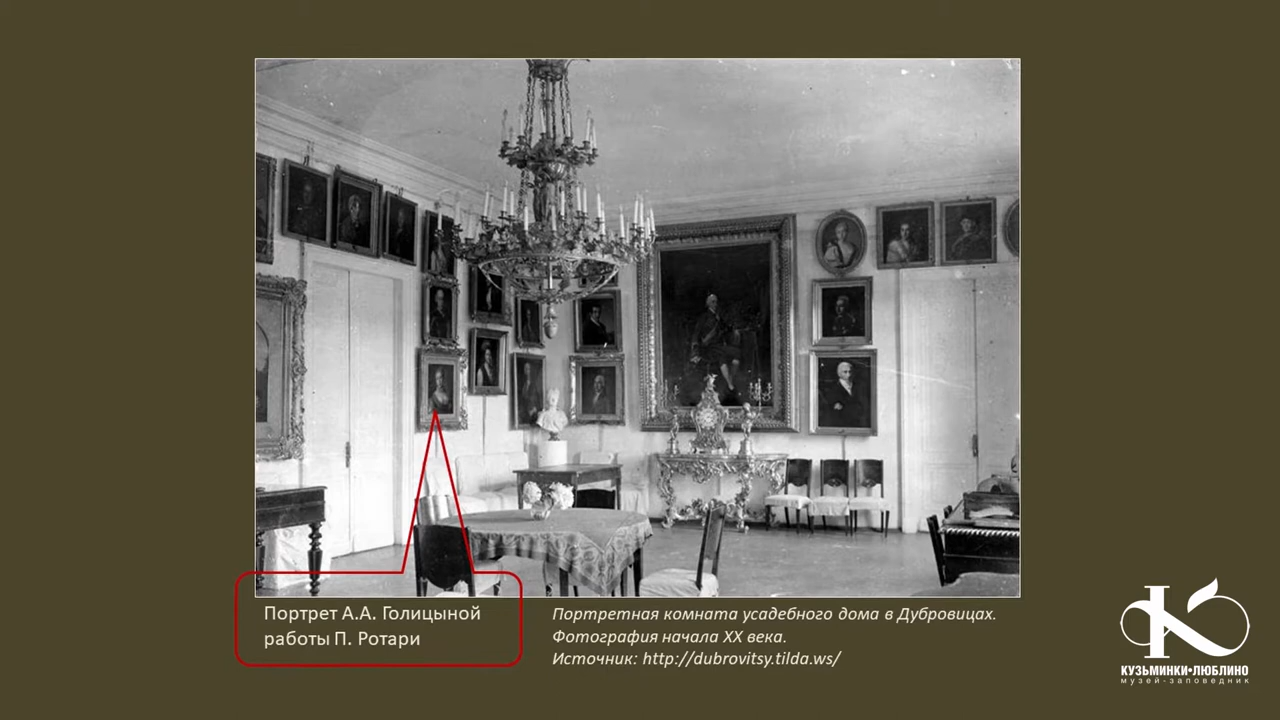 Портрет А.А. Голицыной
работы П. Ротари
Портретная комната усадебного дома в Дубровицах.
Фотография начала XX века.
Источник: http://dubrovitsy.tilda.ws/
КУЗЬМИНКИ•ЛЮБЛИНО
музей-заповедник